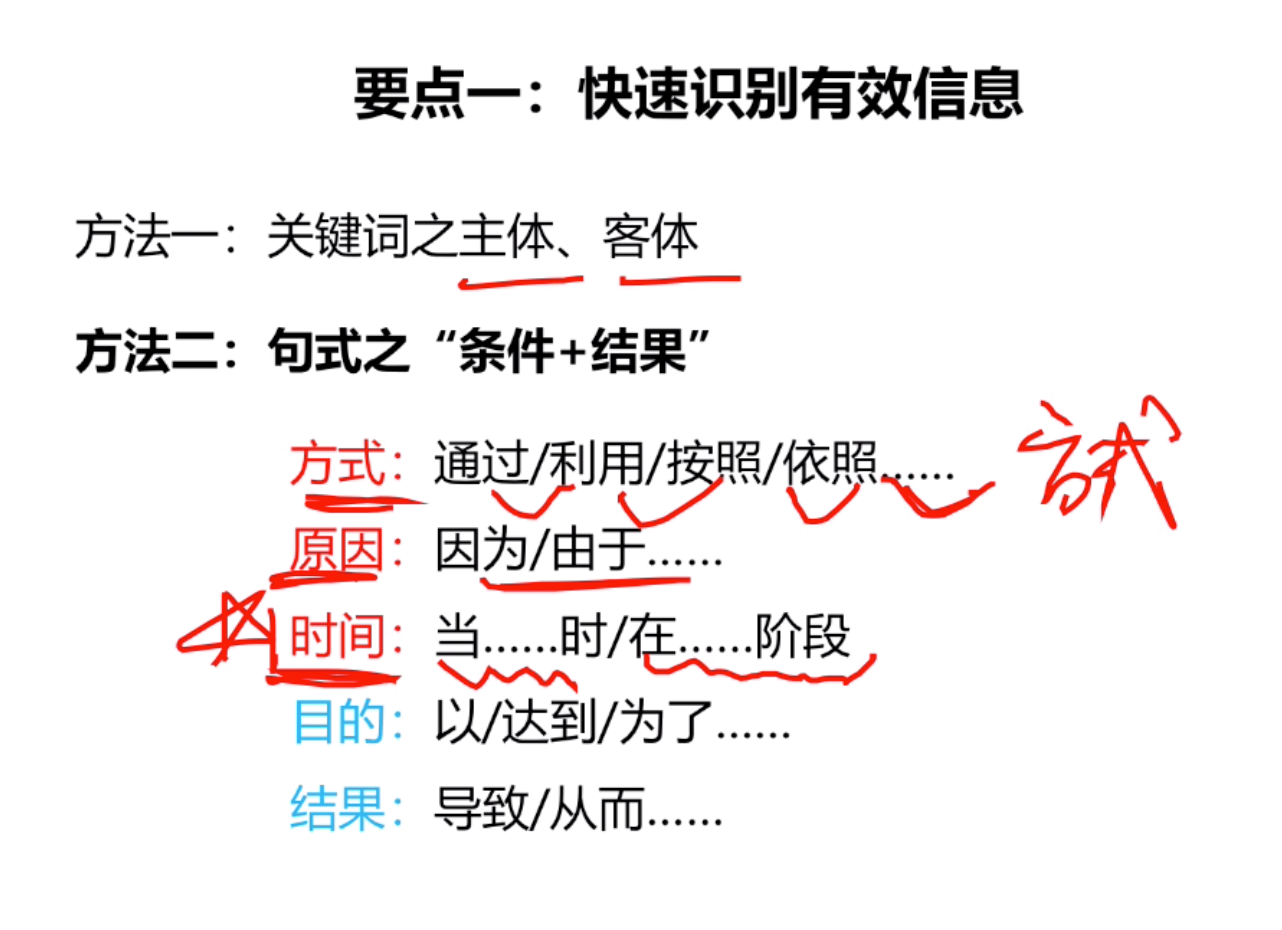 要点一：快速识别有效信息
方法一：关键词之主体、客体
方法二：句式之“条件+结果”
方式：通过/利用/按照/依照…… 方式
原因：因为/由于……
时间：当……时/在……阶段
目的：以/达到/为了……
结果：导致/从而……